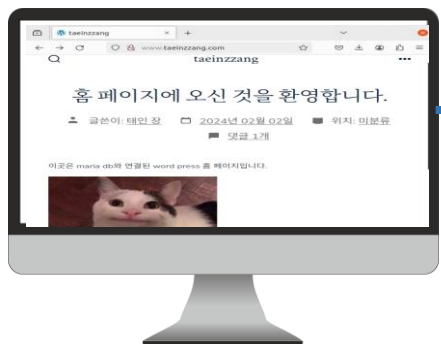 taeinzzang
www.taeinzzang.com
taeinzzang
홈 페이지에 오신 것을 환영합니다.
글쓴이: 태인 장 2024년 02월 02일 위치: 미분류
댓글 1개
이곳은 maria db와 연결된 word press 홈 페이지입니다.